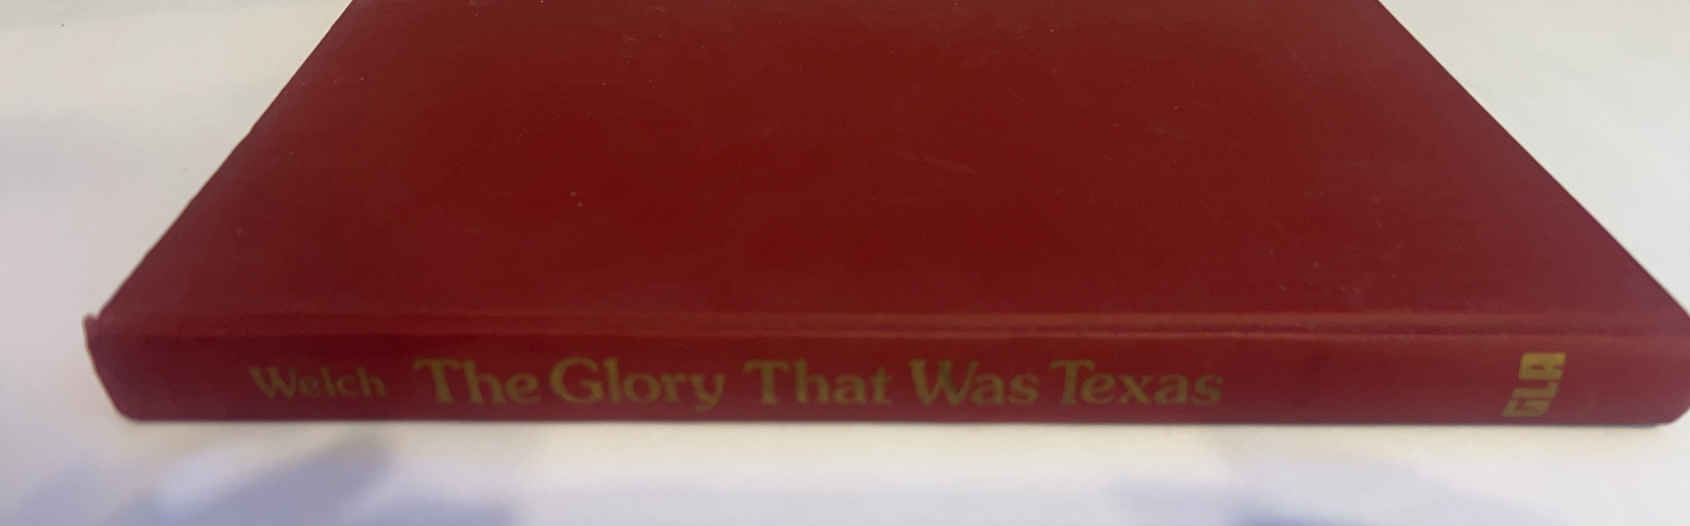 Welch The Glory That Was Texas
GLA